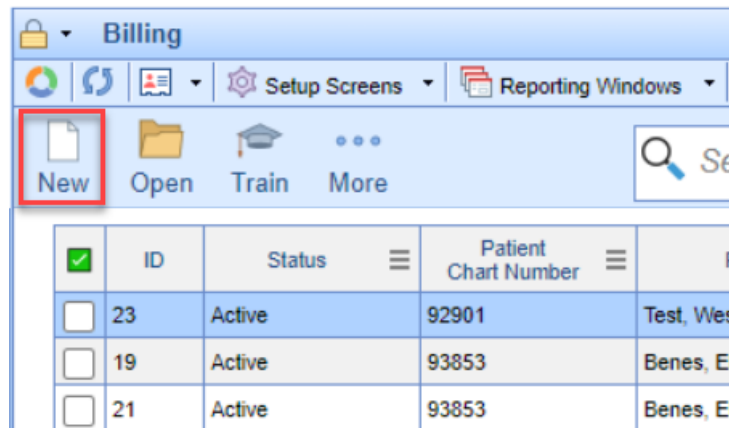 Billing
Setup Screens Reporting Windows
New Open Train More
ID Status Patient Chart Number
23 Active 92901 Test,
19 Active 93853 Benes, E
21 Active 93853 Benes, E